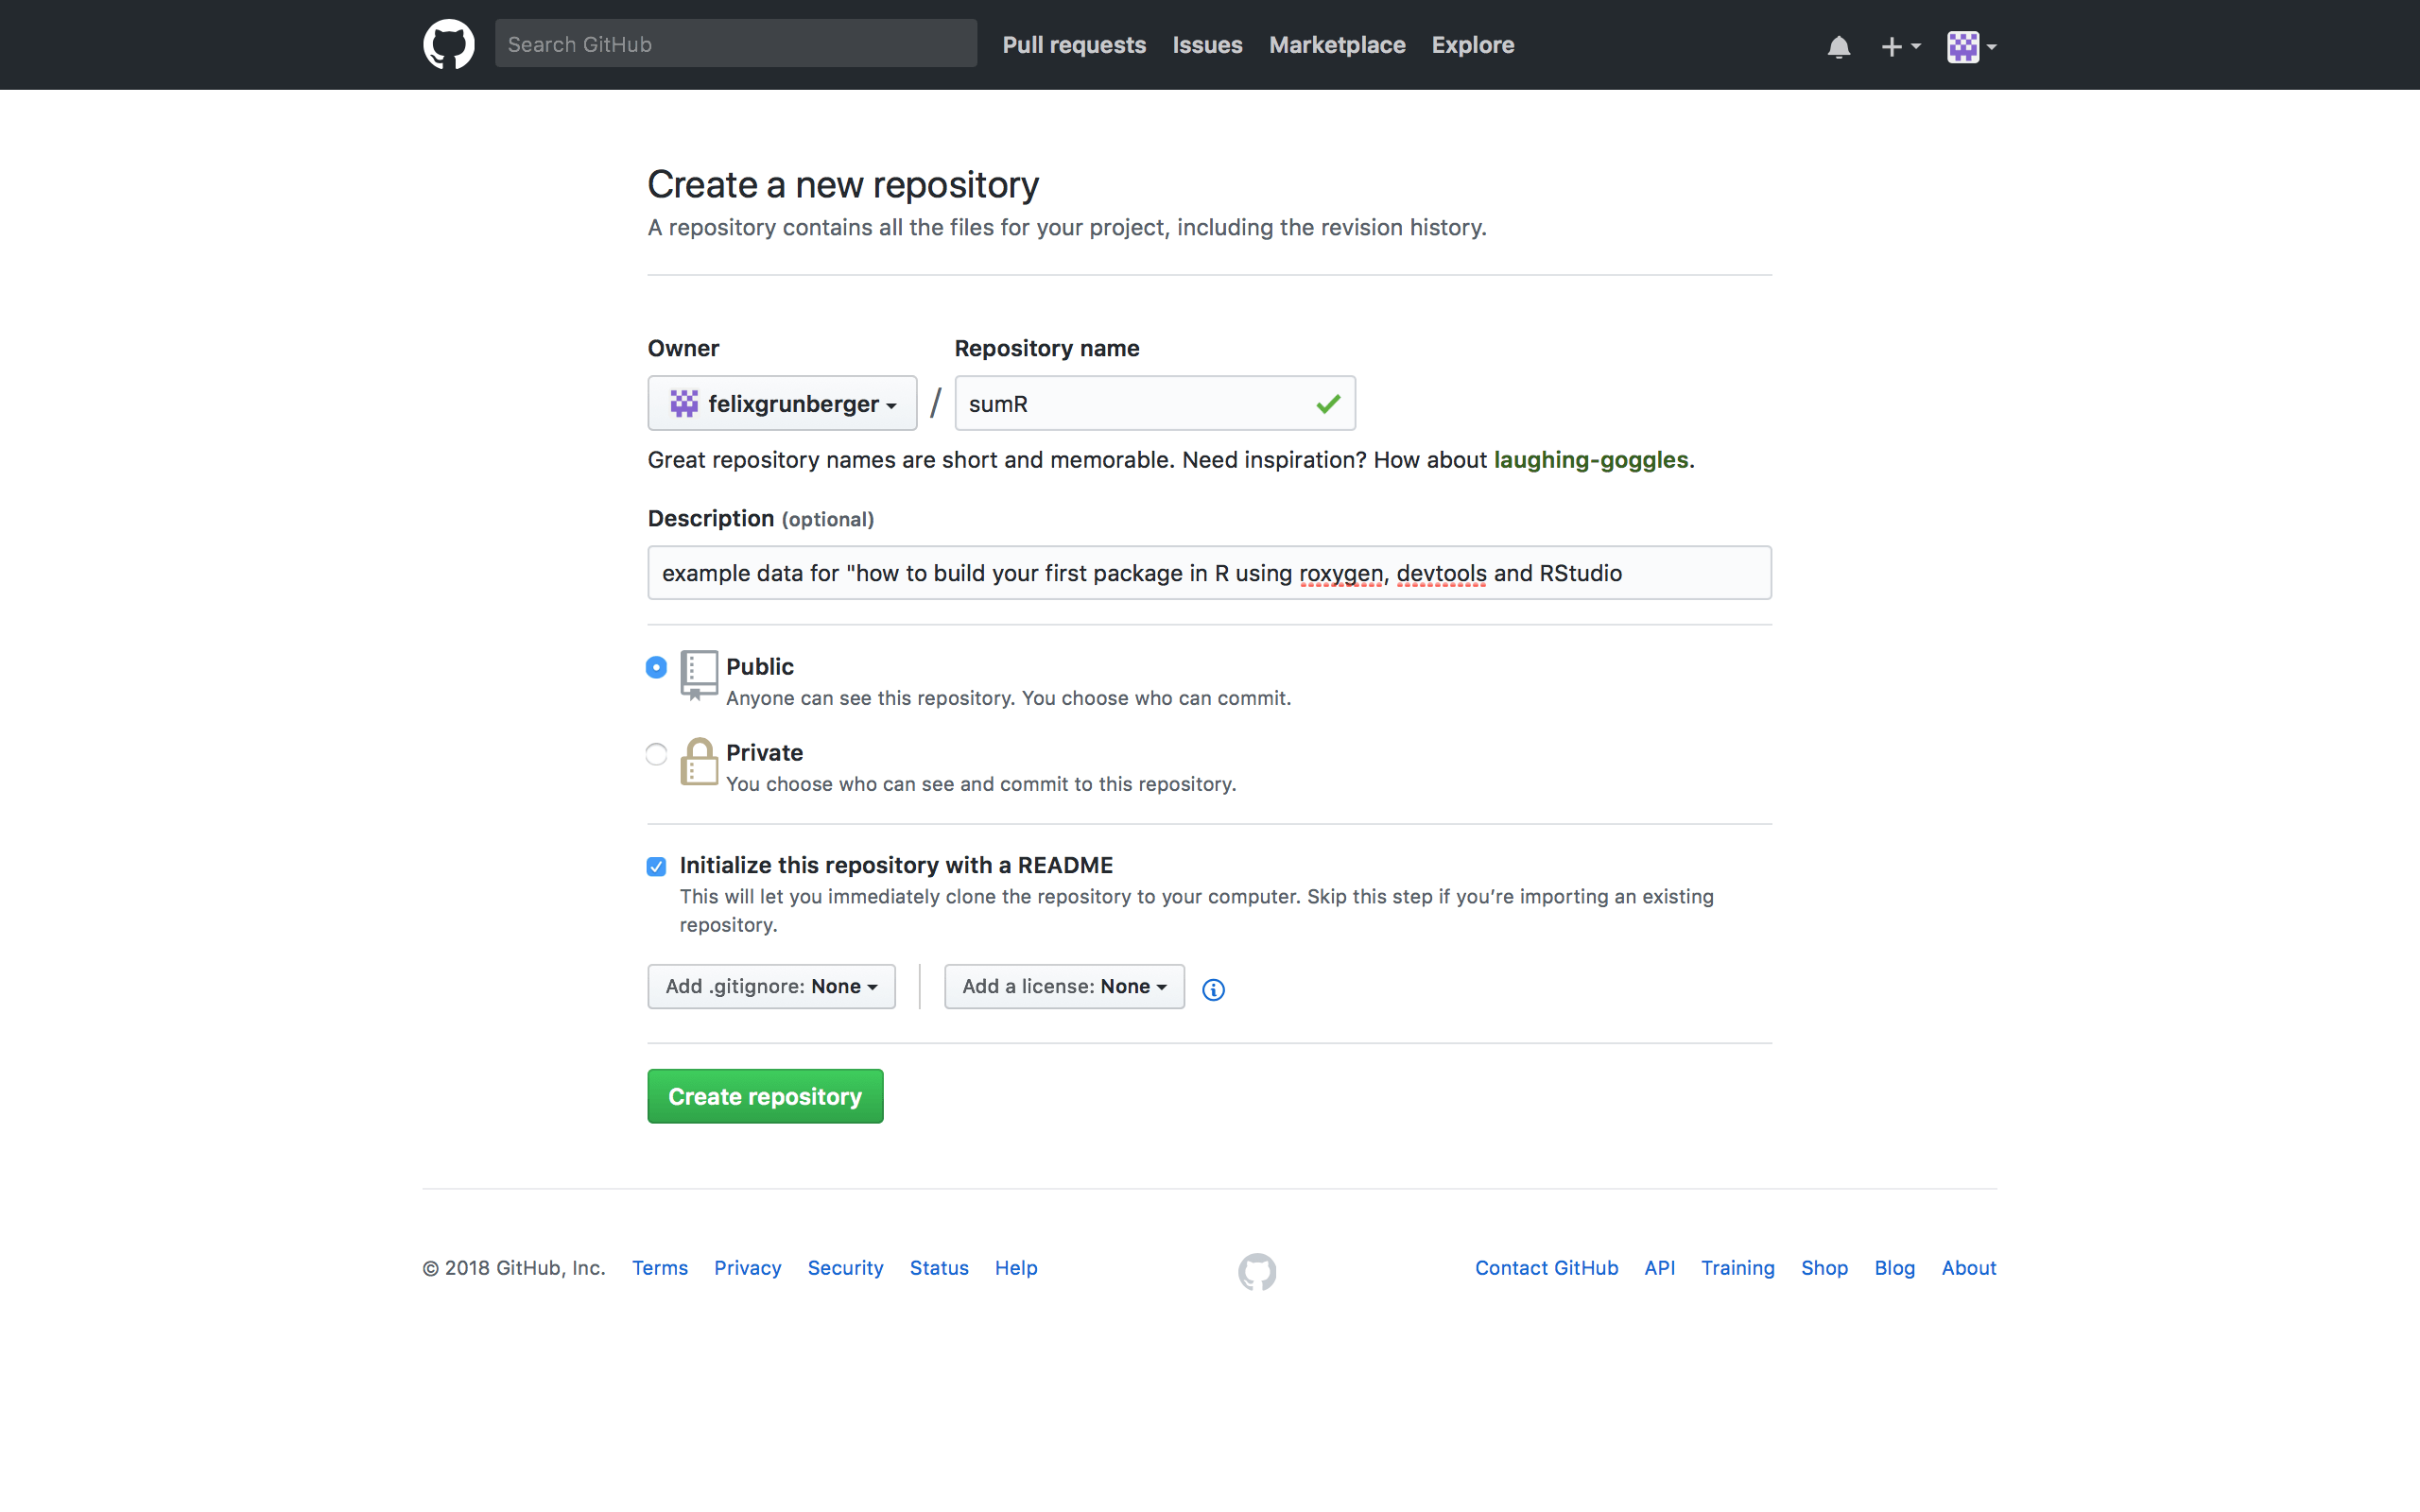 Search GitHub
Pull requests Issues Marketplace Explore
Create a new repository
A repository contains all the files for your project, including the revision history.
Owner Repository name
felixgrunberger / sumR
Great repository names are short and memorable. Need inspiration? How about laughing-goggles.
Description (optional)
example data for "how to build your first package in R using roxygen, devtools and RStudio
Public
Anyone can see this repository. You choose who can commit.
Private
You choose who can see and commit to this repository.
Initialize this repository with a README
This will let you immediately clone the repository to your computer. Skip this step if you’re importing an existing
repository.
Add .gitignore: None Add a license: None
Create repository
© 2018 GitHub, Inc. Terms Privacy Security Status Help Contact GitHub API Training Shop Blog About